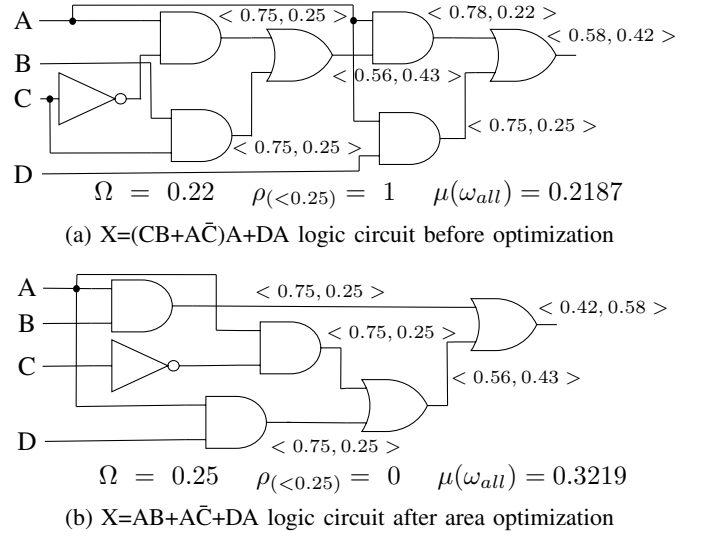 A
< 0.75, 0.25 >
< 0.78, 0.22 >
< 0.58, 0.42 >
B
< 0.56, 0.43 >
C
< 0.75, 0.25 >
< 0.75, 0.25 >
D
Ω = 0.22 ρ(<0.25) = 1 μ(ωall) = 0.2187
(a) X=(CB+AC̄)A+DA logic circuit before optimization
A
< 0.75, 0.25 >
< 0.42, 0.58 >
B
< 0.75, 0.25 >
C
< 0.56, 0.43 >
D
< 0.75, 0.25 >
Ω = 0.25 ρ(<0.25) = 0 μ(ωall) = 0.3219
(b) X=AB+AC̄+DA logic circuit after area optimization